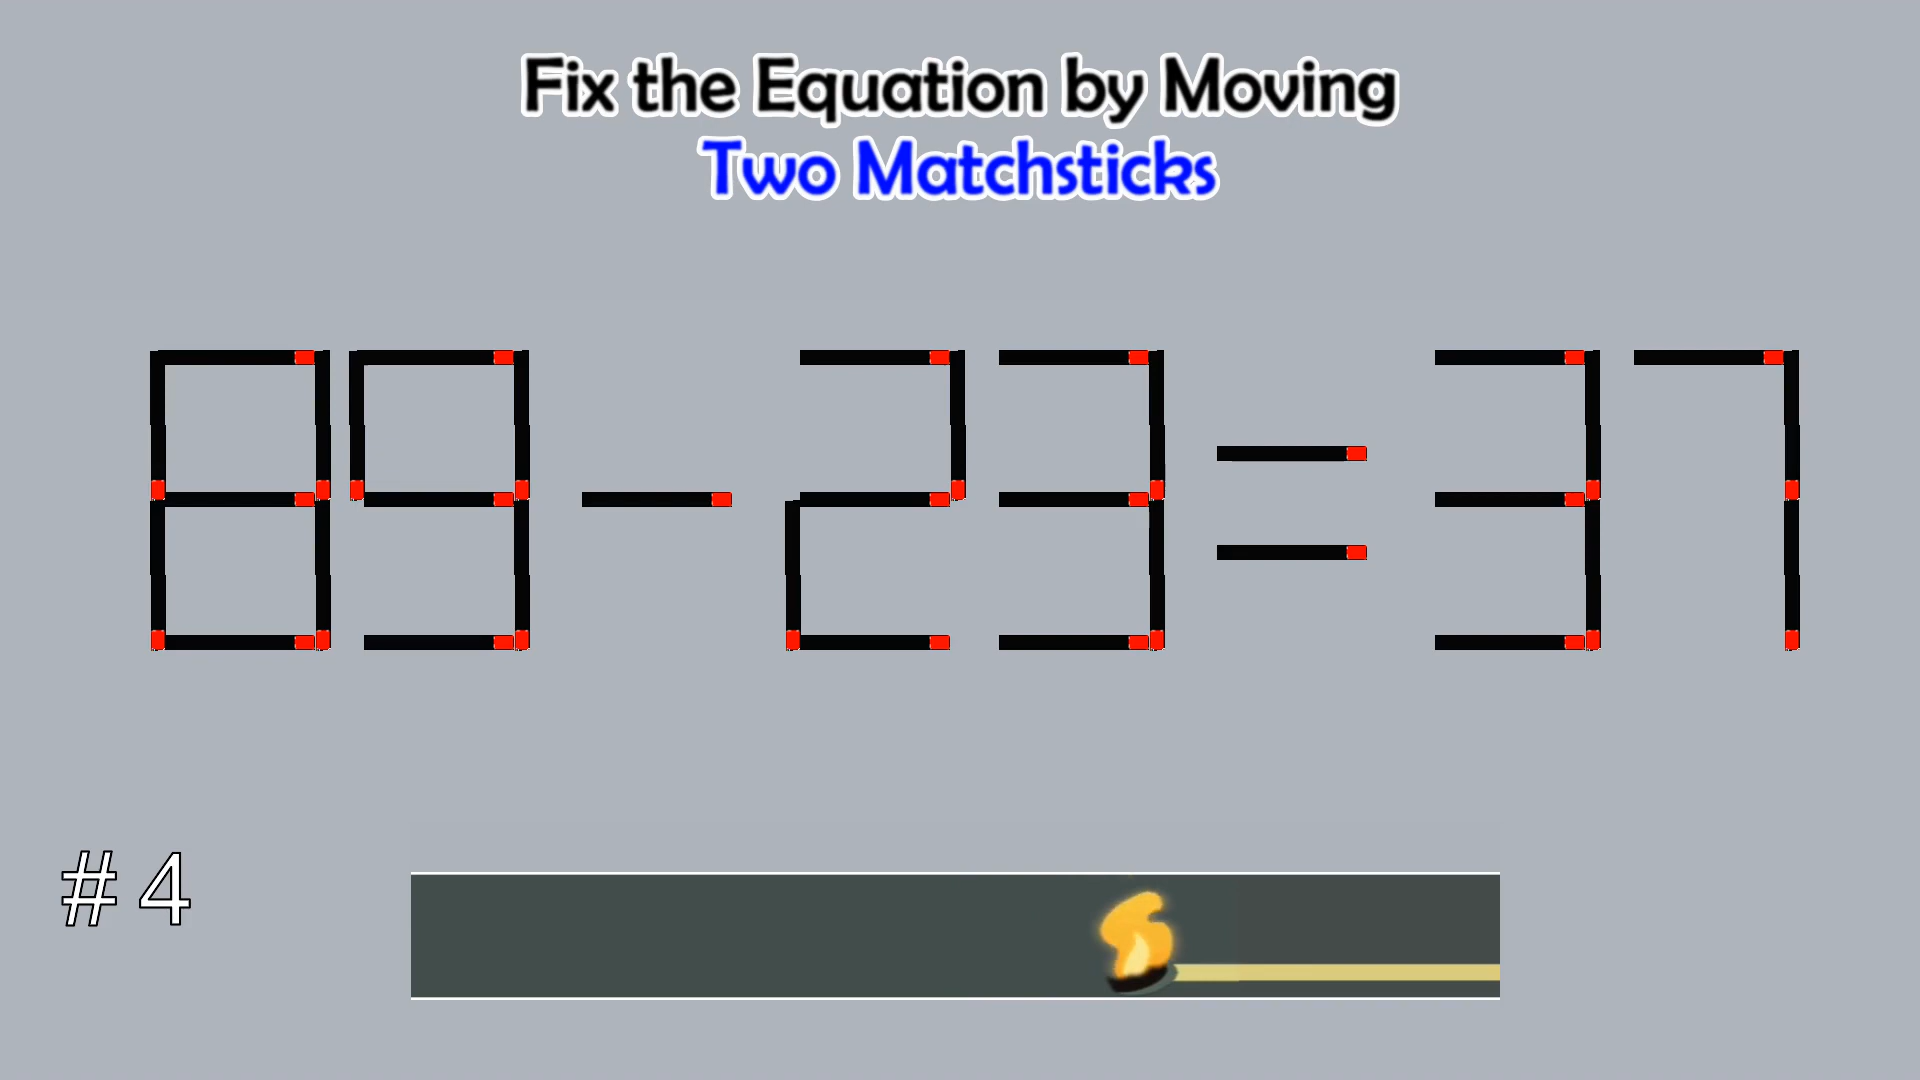 Fix the Equation by Moving
Two Matchsticks
89-23=37
#4